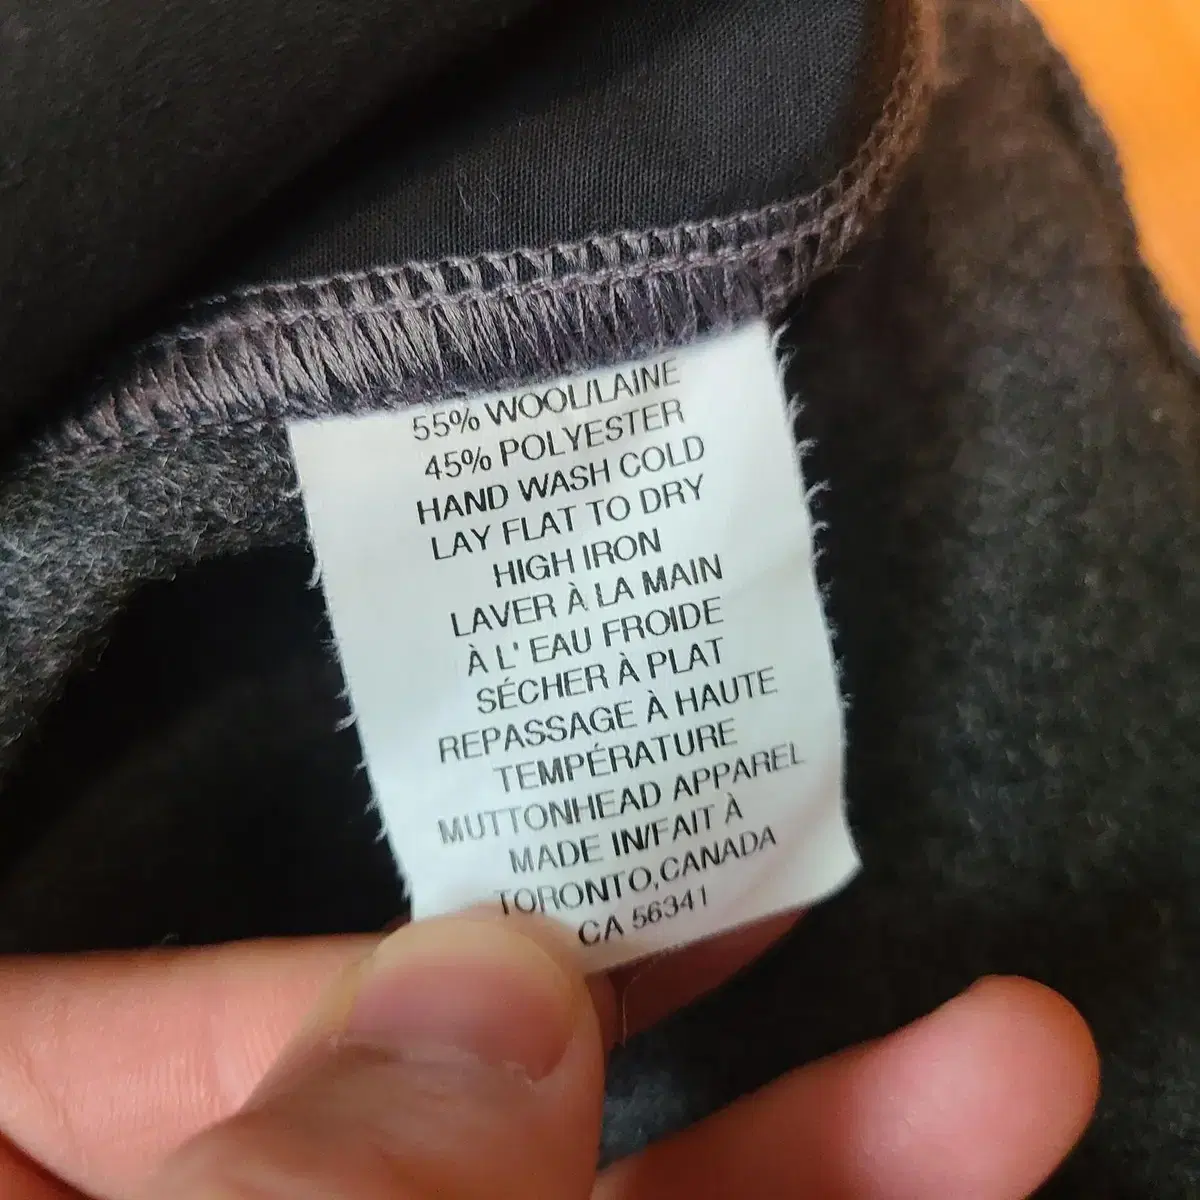 55% WOOL/LAINE
45% POLYESTER
HAND WASH COLD
LAY FLAT TO DRY
HIGH IRON
LAVER À LA MAIN
À L' EAU FROIDE
SÉCHER À PLAT
REPASSAGE À HAUTE
TEMPÉRATURE
MUTTONHEAD APPAREL
MADE IN/FAIT À
TORONTO,CANADA
CA 56341